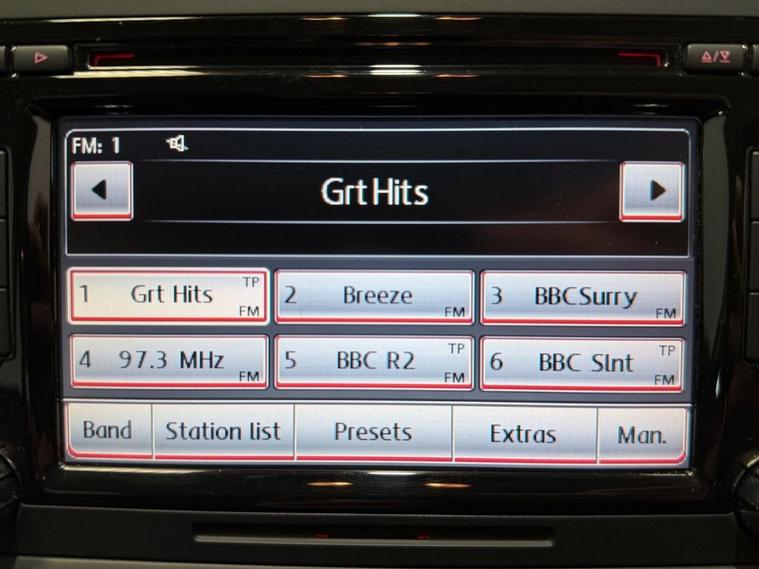 FM: 1
Grt Hits
1 Grt Hits TP FM
2 Breeze FM
3 BBCSurry FM
4 97.3 MHz FM
5 BBC R2 TP FM
6 BBC Slnt TP FM
Band Station list Presets Extras Man.